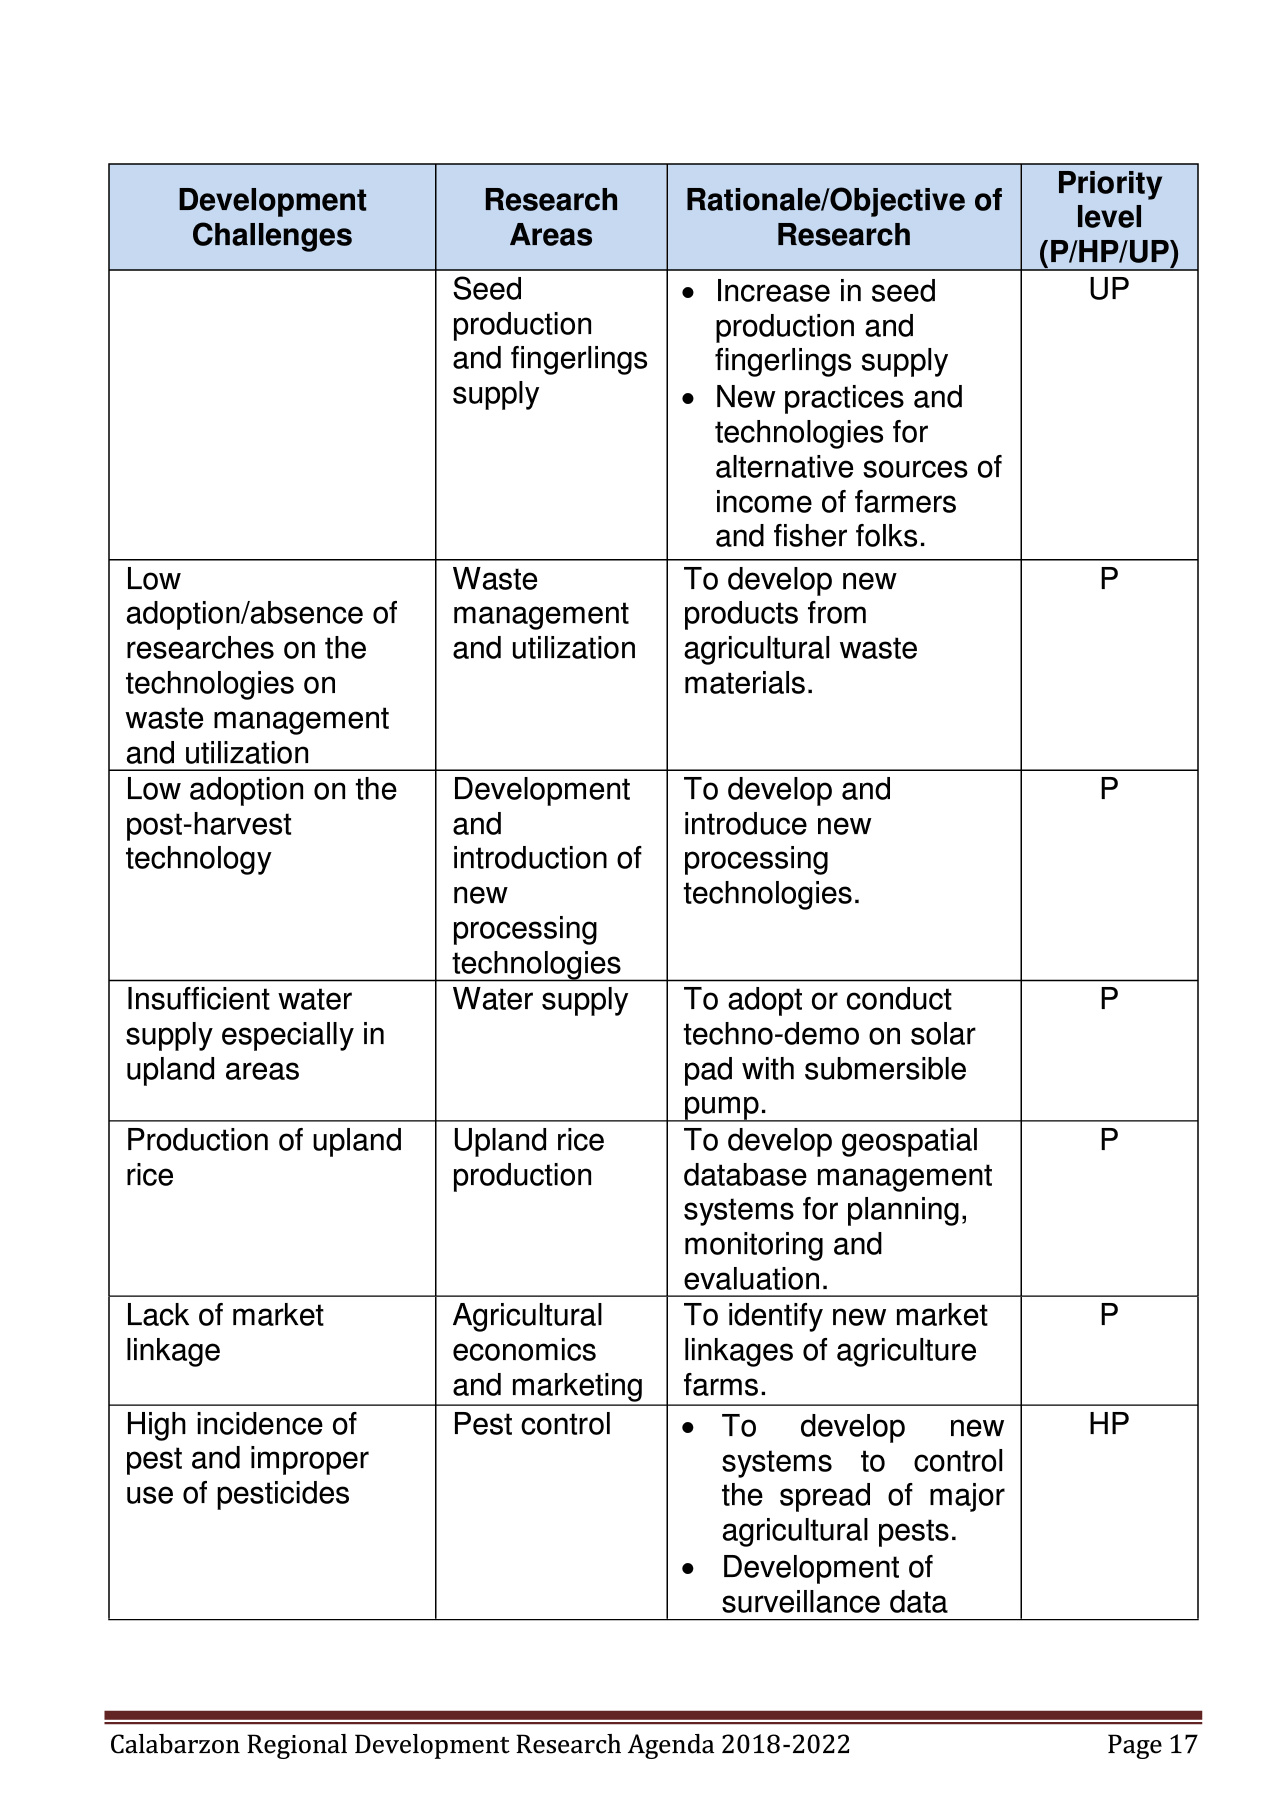 Development
Challenges
Research
Areas
Rationale/Objective of
Research
Priority
level
(P/HP/UP)
Seed
production
and fingerlings
supply
• Increase in seed
production and
fingerlings supply
• New practices and
technologies for
alternative sources of
income of farmers
and fisher folks.
UP
Low
adoption/absence of
researches on the
technologies on
waste management
and utilization
Waste
management
and utilization
To develop new
products from
agricultural waste
materials.
P
Low adoption on the
post-harvest
technology
Development
and
introduction of
new
processing
technologies
To develop and
introduce new
processing
technologies.
P
Insufficient water
supply especially in
upland areas
Water supply
To adopt or conduct
techno-demo on solar
pad with submersible
pump.
P
Production of upland
rice
Upland rice
production
To develop geospatial
database management
systems for planning,
monitoring and
evaluation.
P
Lack of market
linkage
Agricultural
economics
and marketing
To identify new market
linkages of agriculture
farms.
P
High incidence of
pest and improper
use of pesticides
Pest control
• To develop new
systems to control
the spread of major
agricultural pests.
• Development of
surveillance data
HP
Calabarzon Regional Development Research Agenda 2018-2022 Page 17